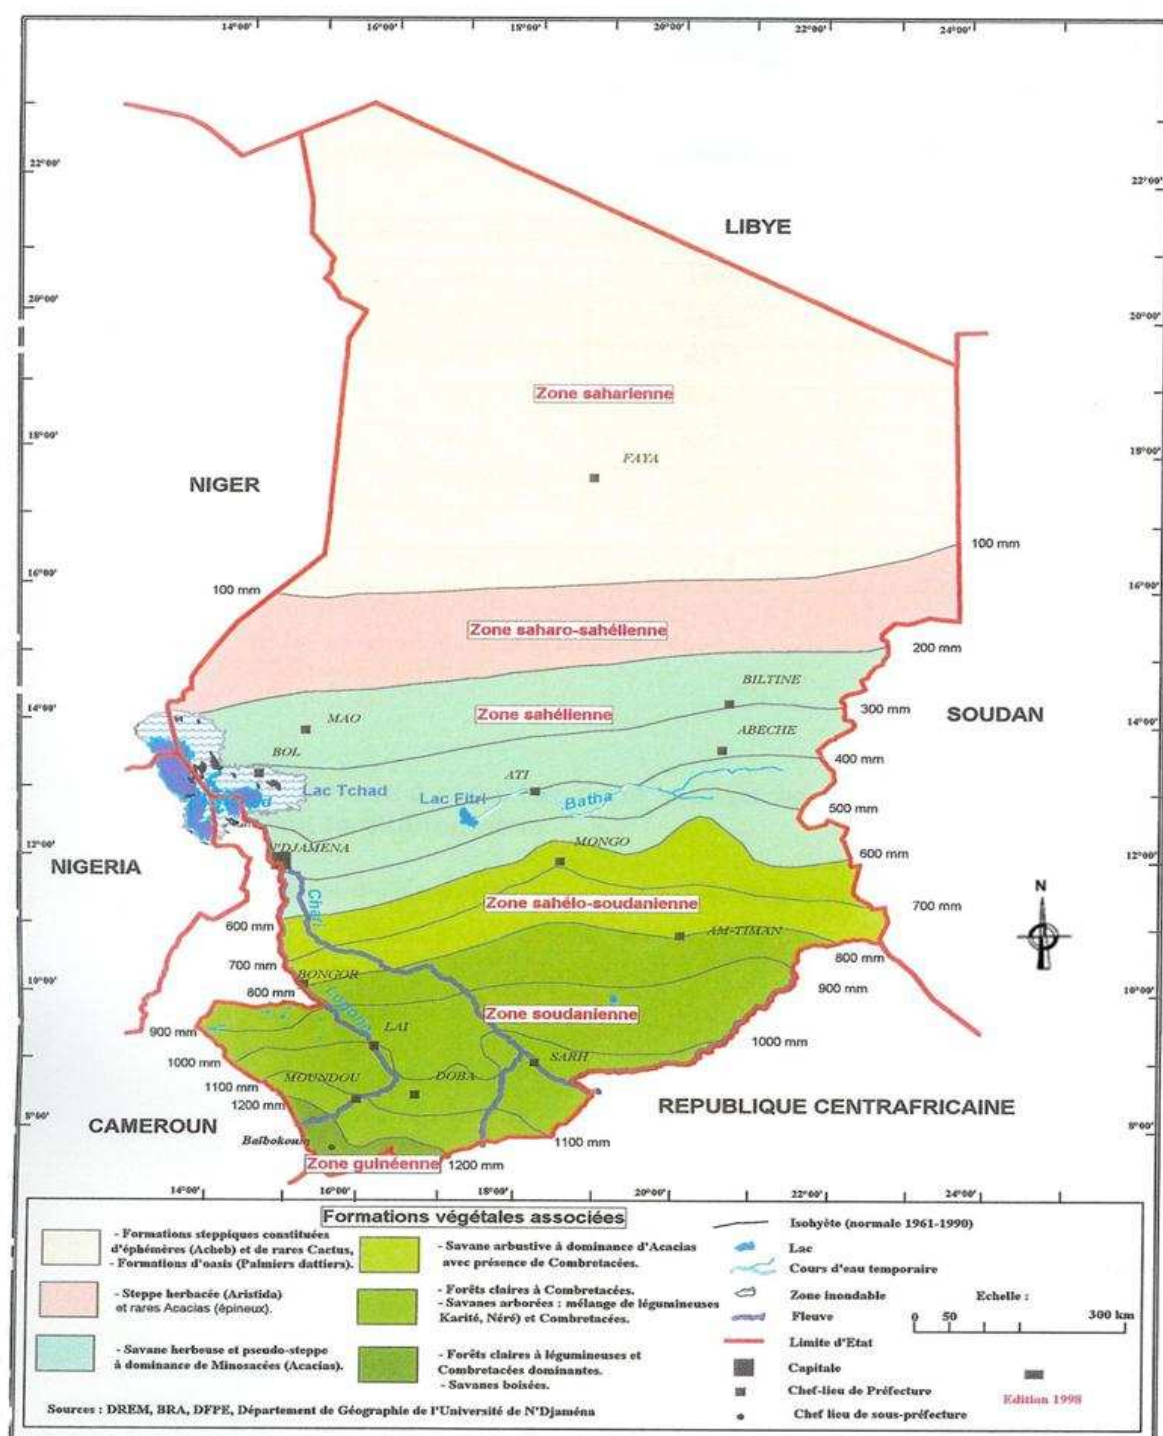 14°00' 16°00' 18°00' 20°00' 22°00' 24°00'
22°00' 22°00'
LIBYE
20°00' 20°00'
Zone saharienne
18°00' 18°00'
FAYA
NIGER
100 mm
16°00' 16°00'
100 mm
Zone saharo-sahélienne
200 mm
BILTINE
300 mm
14°00' MAO Zone sahélienne SOUDAN 14°00'
ABECHE
BOL 400 mm
ATI
Lac Tchad Lac Fitri Batha
500 mm
12°00' MONGO 12°00'
N'DJAMENA 600 mm
NIGERIA
N
Chari Zone sahélo-soudanienne 700 mm
600 mm
AM-TIMAN
700 mm 800 mm
BONGOR
10°00' 900 mm 10°00'
800 mm
Logone Zone soudanienne
900 mm LAI 1000 mm
1000 mm SARH
1100 mm MOUNDOU DOBA
1200 mm REPUBLIQUE CENTRAFRICAINE
8°00' 8°00'
CAMEROUN
Baïbokoum 1100 mm
Zone guinéenne 1200 mm
14°00' 16°00' 18°00' 20°00' 22°00' 24°00'
Formations végétales associées
- Formations steppiques constituées
d'éphémères (Acheb) et de rares Cactus,
- Formations d'oasis (Palmiers dattiers).
- Steppe herbacée (Aristida)
et rares Acacias (épineux).
- Savane herbeuse et pseudo-steppe
à dominance de Minosacées (Acacias).
- Savane arbustive à dominance d'Acacias
avec présence de Combretacées.
- Forêts claires à Combretacées.
- Savanes arborées : mélange de légumineuses
Karité, Néré) et Combretacées.
- Forêts claires à légumineuses et
Combretacées dominantes.
- Savanes boisées.
Isohyète (normale 1961-1990)
Lac
Cours d'eau temporaire
Zone inondable
Fleuve
Limite d'Etat
Capitale
Chef-lieu de Préfecture
Chef lieu de sous-préfecture
Echelle :
0 50 300 km
Edition 1998
Sources : DREM, BRA, DFPE, Département de Géographie de l'Université de N'Djaména